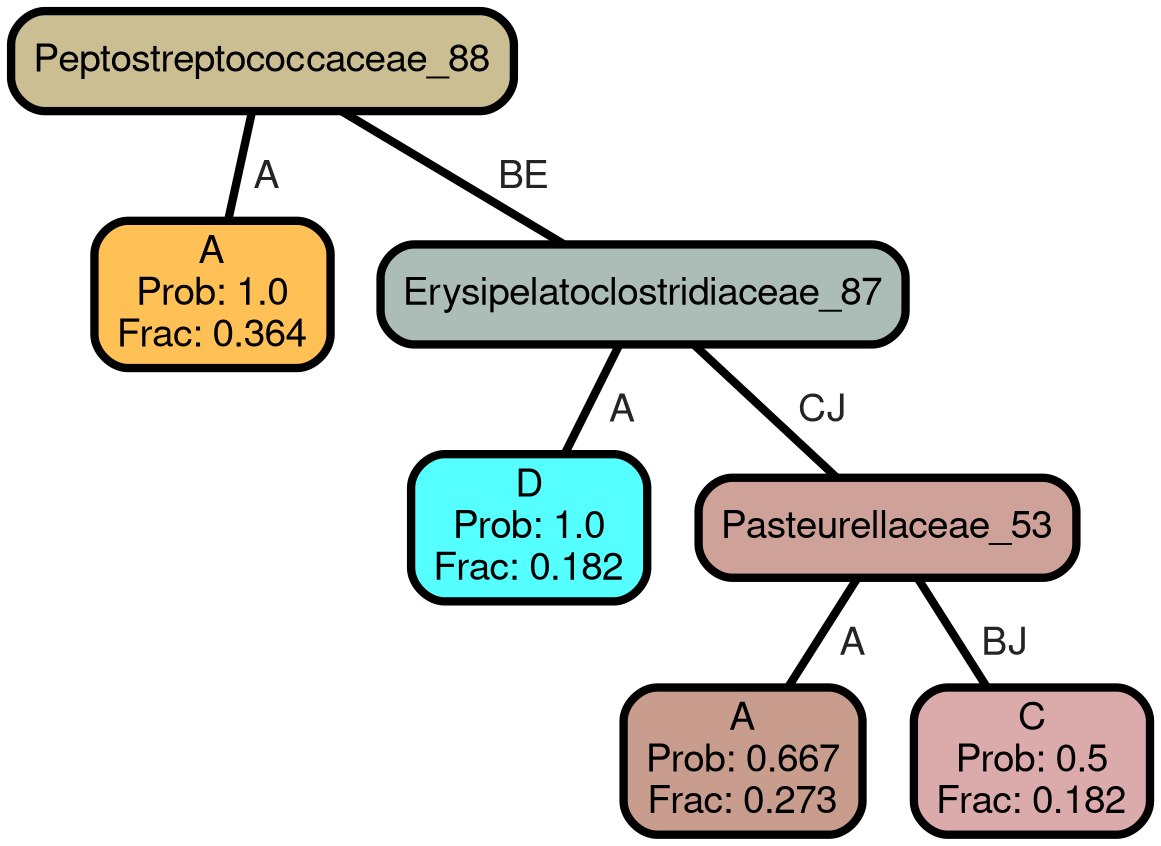 Peptostreptococcaceae_88
A
BE
A
Prob: 1.0
Frac: 0.364
Erysipelatoclostridiaceae_87
A
CJ
D
Prob: 1.0
Frac: 0.182
Pasteurellaceae_53
A
BJ
A
Prob: 0.667
Frac: 0.273
C
Prob: 0.5
Frac: 0.182